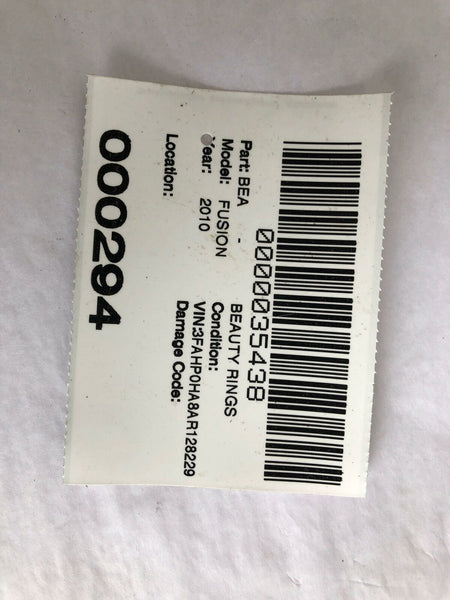 0000035438
Part: BEA - BEAUTY RINGS
Model: FUSION Condition:
Year: 2010 VIN3FAHP0HA8AR128229
Damage Code:
Location:
000294